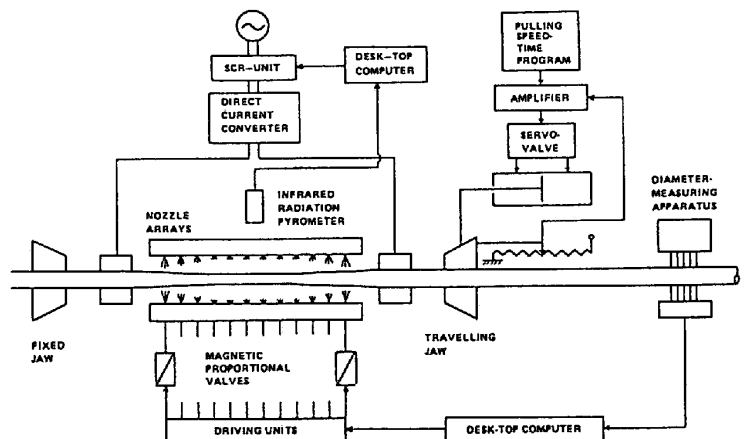 PULLING
SPEED-
TIME
PROGRAM
SCR-UNIT
DESK-TOP
COMPUTER
AMPLIFIER
DIRECT
CURRENT
CONVERTER
SERVO-
VALVE
DIAMETER-
MEASURING
APPARATUS
INFRARED
RADIATION
PYROMETER
NOZZLE
ARRAYS
FIXED
JAW
MAGNETIC
PROPORTIONAL
VALVES
TRAVELLING
JAW
DRIVING UNITS
DESK-TOP COMPUTER